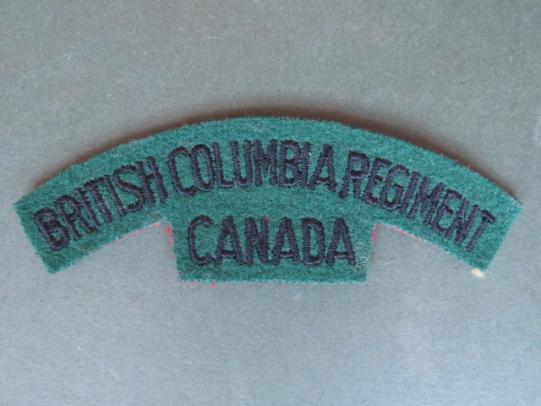 BRITISH COLUMBIA REGIMENT
CANADA